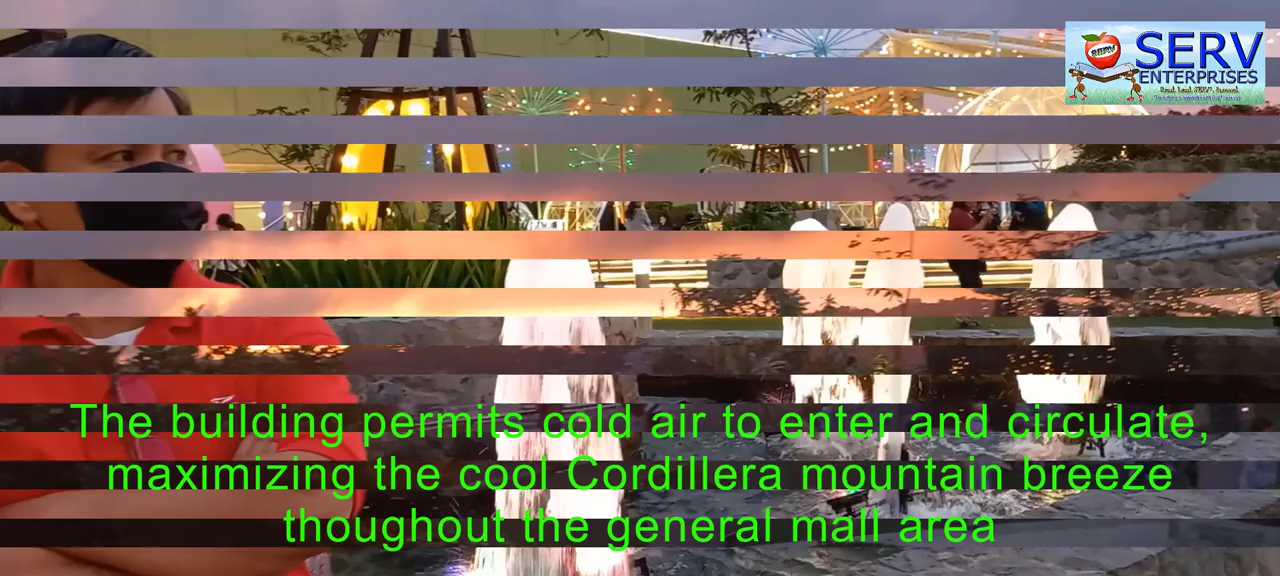 SERV
ENTERPRISES
The building permits cold air to enter and circulate,
maximizing the cool Cordillera mountain breeze
thoughout the general mall area